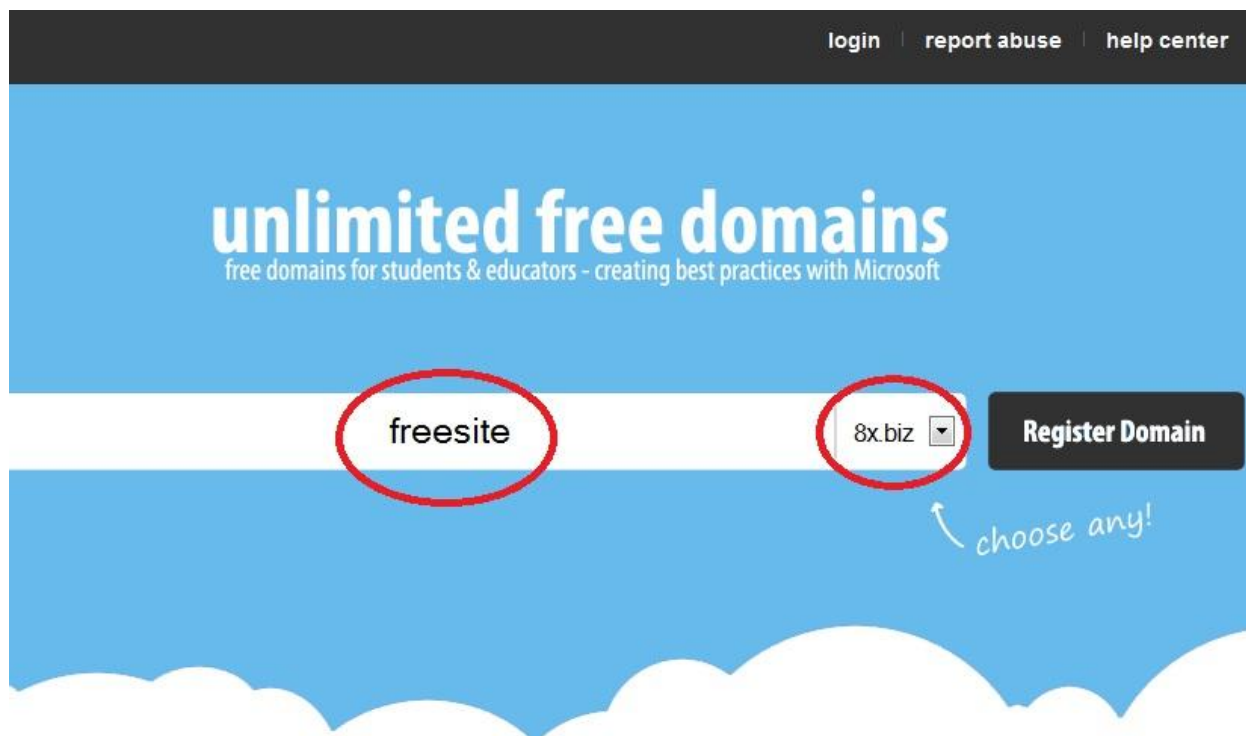 login report abuse help center
unlimited free domains
free domains for students & educators - creating best practices with Microsoft
freesite 8x.biz Register Domain
choose any!